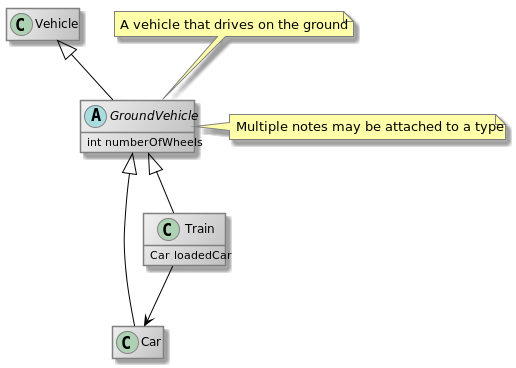 C Vehicle
A vehicle that drives on the ground
A GroundVehicle
int numberOfWheels
Multiple notes may be attached to a type
C Train
Car loadedCar
C Car